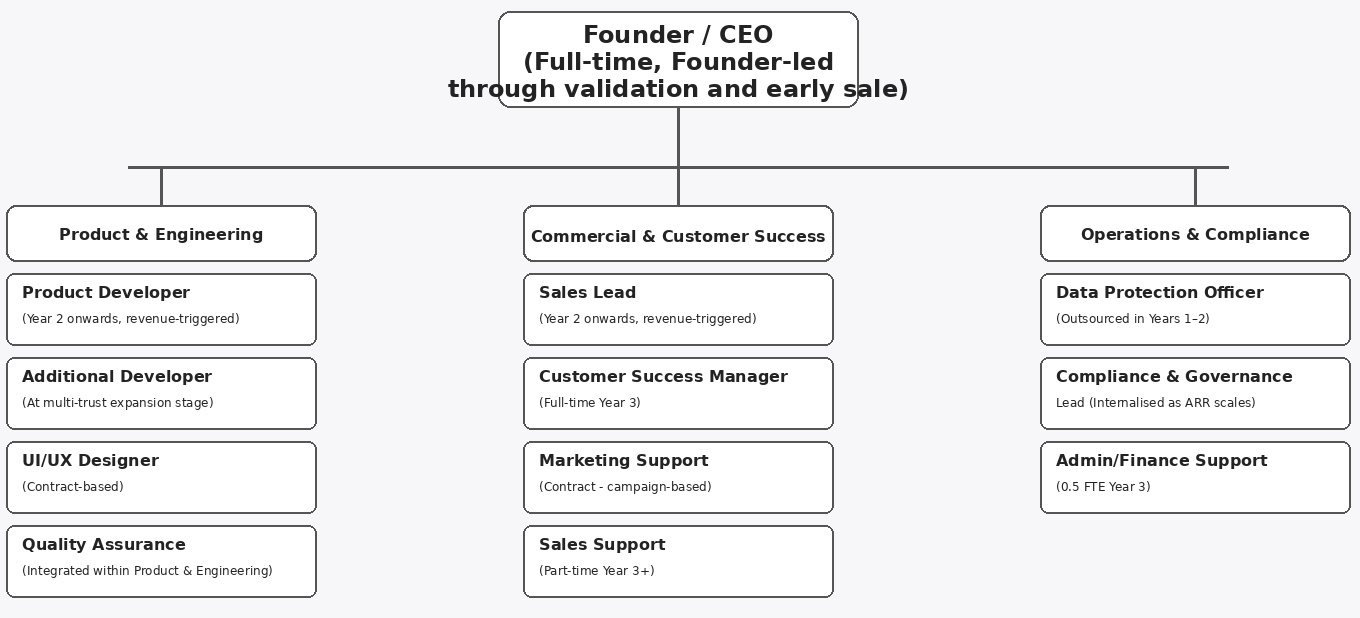 Founder / CEO
(Full-time, Founder-led
through validation and early sale)
Product & Engineering
Product Developer
(Year 2 onwards, revenue-triggered)
Additional Developer
(At multi-trust expansion stage)
UI/UX Designer
(Contract-based)
Quality Assurance
(Integrated within Product & Engineering)
Commercial & Customer Success
Sales Lead
(Year 2 onwards, revenue-triggered)
Customer Success Manager
(Full-time Year 3)
Marketing Support
(Contract - campaign-based)
Sales Support
(Part-time Year 3+)
Operations & Compliance
Data Protection Officer
(Outsourced in Years 1–2)
Compliance & Governance
Lead (Internalised as ARR scales)
Admin/Finance Support
(0.5 FTE Year 3)